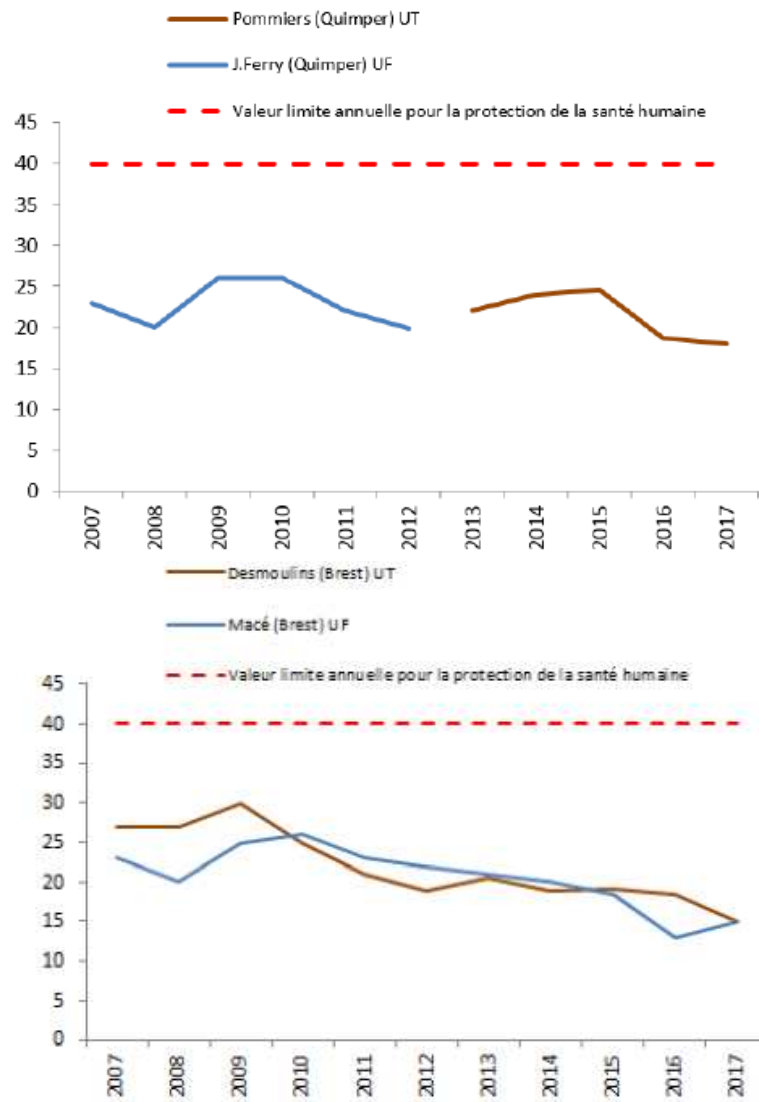 Pommiers (Quimper) UT
J.Ferry (Quimper) UF
Valeur limite annuelle pour la protection de la santé humaine
45
40
35
30
25
20
15
10
5
0
2007 2008 2009 2010 2011 2012 2013 2014 2015 2016 2017
Desmoulins (Brest) UT
Macé (Brest) UF
Valeur limite annuelle pour la protection de la santé humaine
45
40
35
30
25
20
15
10
5
0
2007 2008 2009 2010 2011 2012 2013 2014 2015 2016 2017